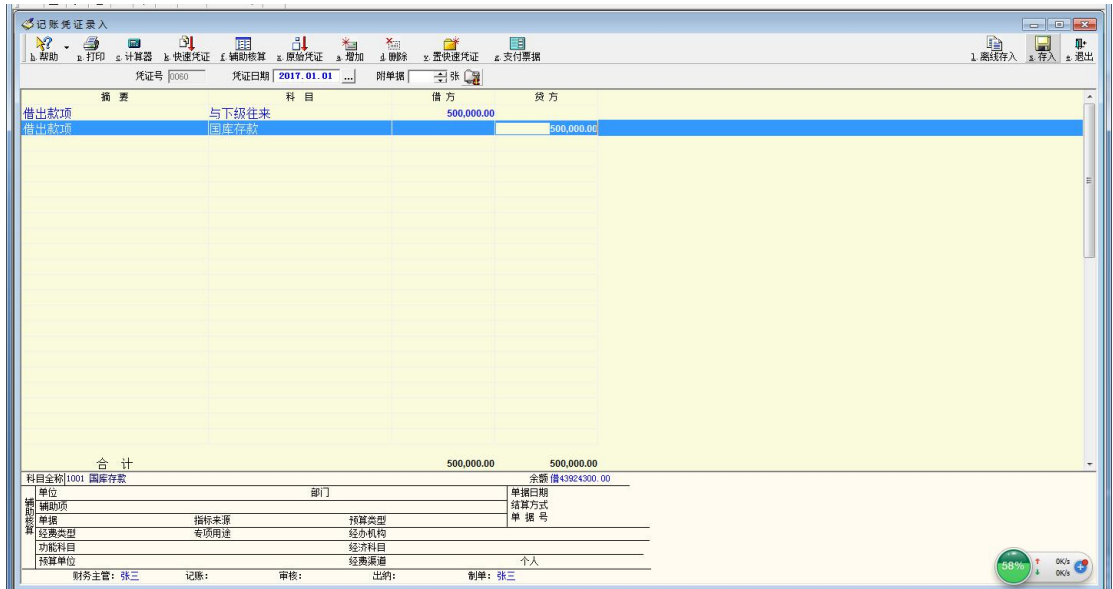 记账凭证录入
h.帮助 p.打印 c.计算器 k.快速凭证 f.辅助核算 z.原始凭证 a.增加 d.删除 y.置快速凭证 g.支付票据 l.离线存入 s.存入 e.退出
凭证号 0060 凭证日期 2017.01.01 ... 附单据 张
摘 要 科 目 借 方 贷 方
借出款项 与下级往来 500,000.00
借出款项 国库存款 500,000.00
合 计 500,000.00 500,000.00
科目全称 1001 国库存款 余额 借43924300.00
辅助核算
单位 部门 单据日期
辅助项 结算方式
单据 指标来源 预算类型 单 据 号
经费类型 专项用途 经办机构
功能科目 经济科目
预算单位 经费渠道 个人
财务主管: 张三 记账: 审核: 出纳: 制单: 张三
58% 0K/s
0K/s